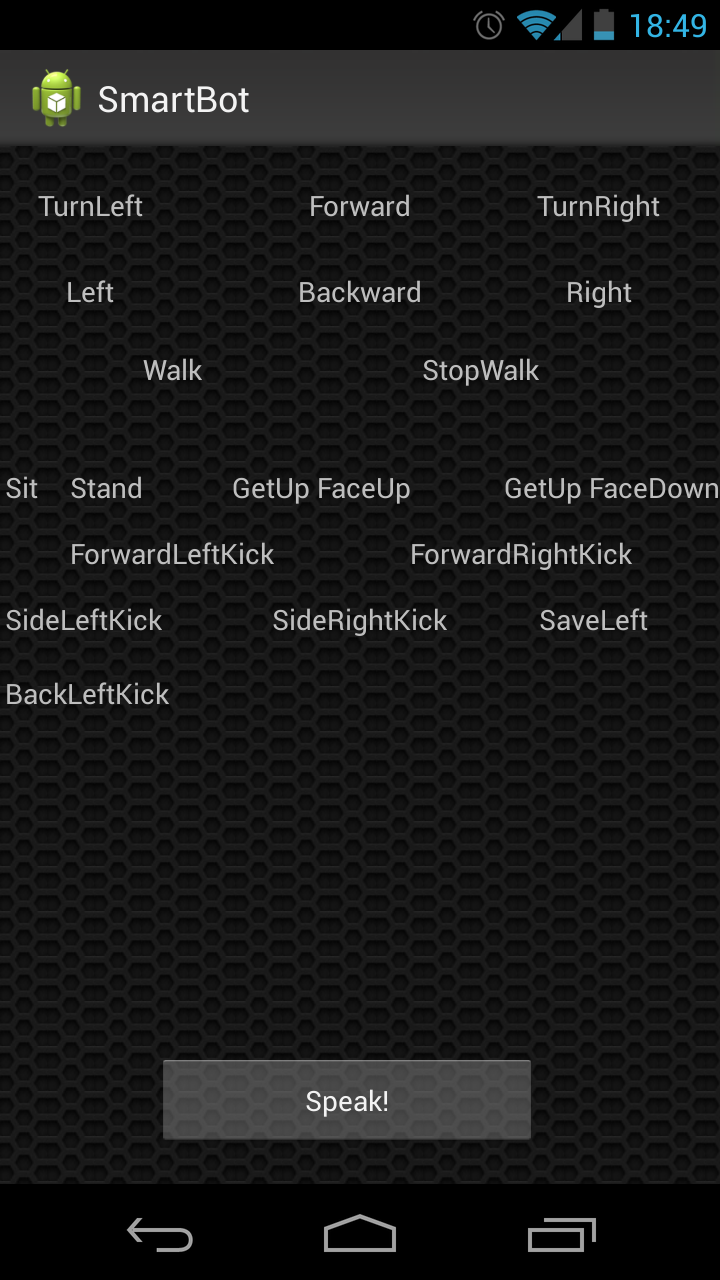 18:49
SmartBot
TurnLeft Forward TurnRight
Left Backward Right
Walk StopWalk
Sit Stand GetUp FaceUp GetUp FaceDown
ForwardLeftKick ForwardRightKick
SideLeftKick SideRightKick SaveLeft
BackLeftKick
Speak!